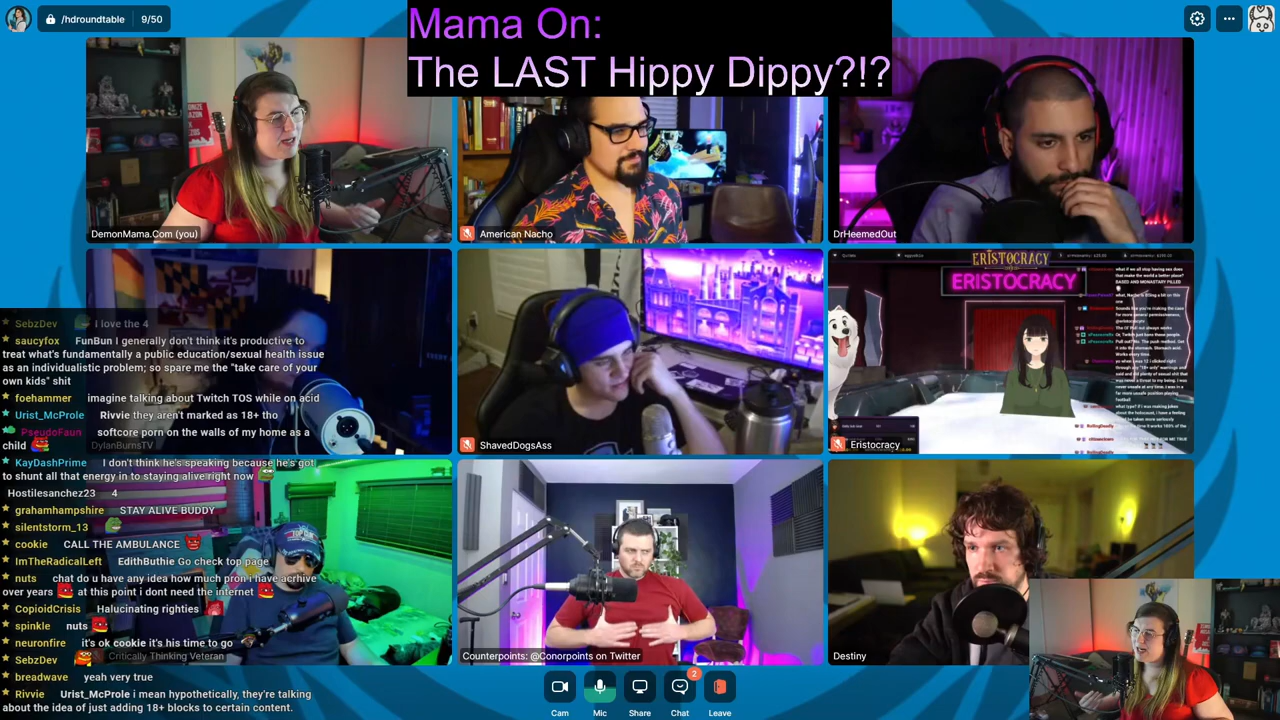 /hdroundtable
9/50
Mama On:
The LAST Hippy Dippy?!?
DemonMama.Com (you)
American Nacho
DrHeemedOut
SebzDev I love the 4
saucyfox FunBun I generally don't think it's productive to
treat what's fundamentally a public education/sexual health issue
as an individualistic problem; so spare me the "take care of your
own kids" shit
foehammer imagine talking about Twitch TOS while on acid
Urist_McProle Rivvie they aren't marked as 18+ tho
PseudoFaun softcore porn on the walls of my home as a
child
DylanBurnsTV
ShavedDogsAss
ERISTOCRACY
ERISTOCRACY
Eristocracy
KayDashPrime I don't think he's speaking because he's got
to shunt all that energy in to staying alive right now
Hostilesanchez23 4
grahamhampshire STAY ALIVE BUDDY
silentstorm_13
cookie CALL THE AMBULANCE
ImTheRadicalLeft EdithButhie Go check top page
nuts chat do u have any idea how much pron i have acrhive
over years at this point i dont need the internet
CopioidCrisis Halucinating righties
spinkle nuts
neuronfire it's ok cookie it's his time to go
SebzDev
Critically Thinking Veteran
breadwave yeah very true
Rivvie Urist_McProle i mean hypothetically, they're talking
about the idea of just adding 18+ blocks to certain content.
Counterpoints: @Conorpoints on Twitter
Destiny
2
Cam
Mic
Share
Chat
Leave